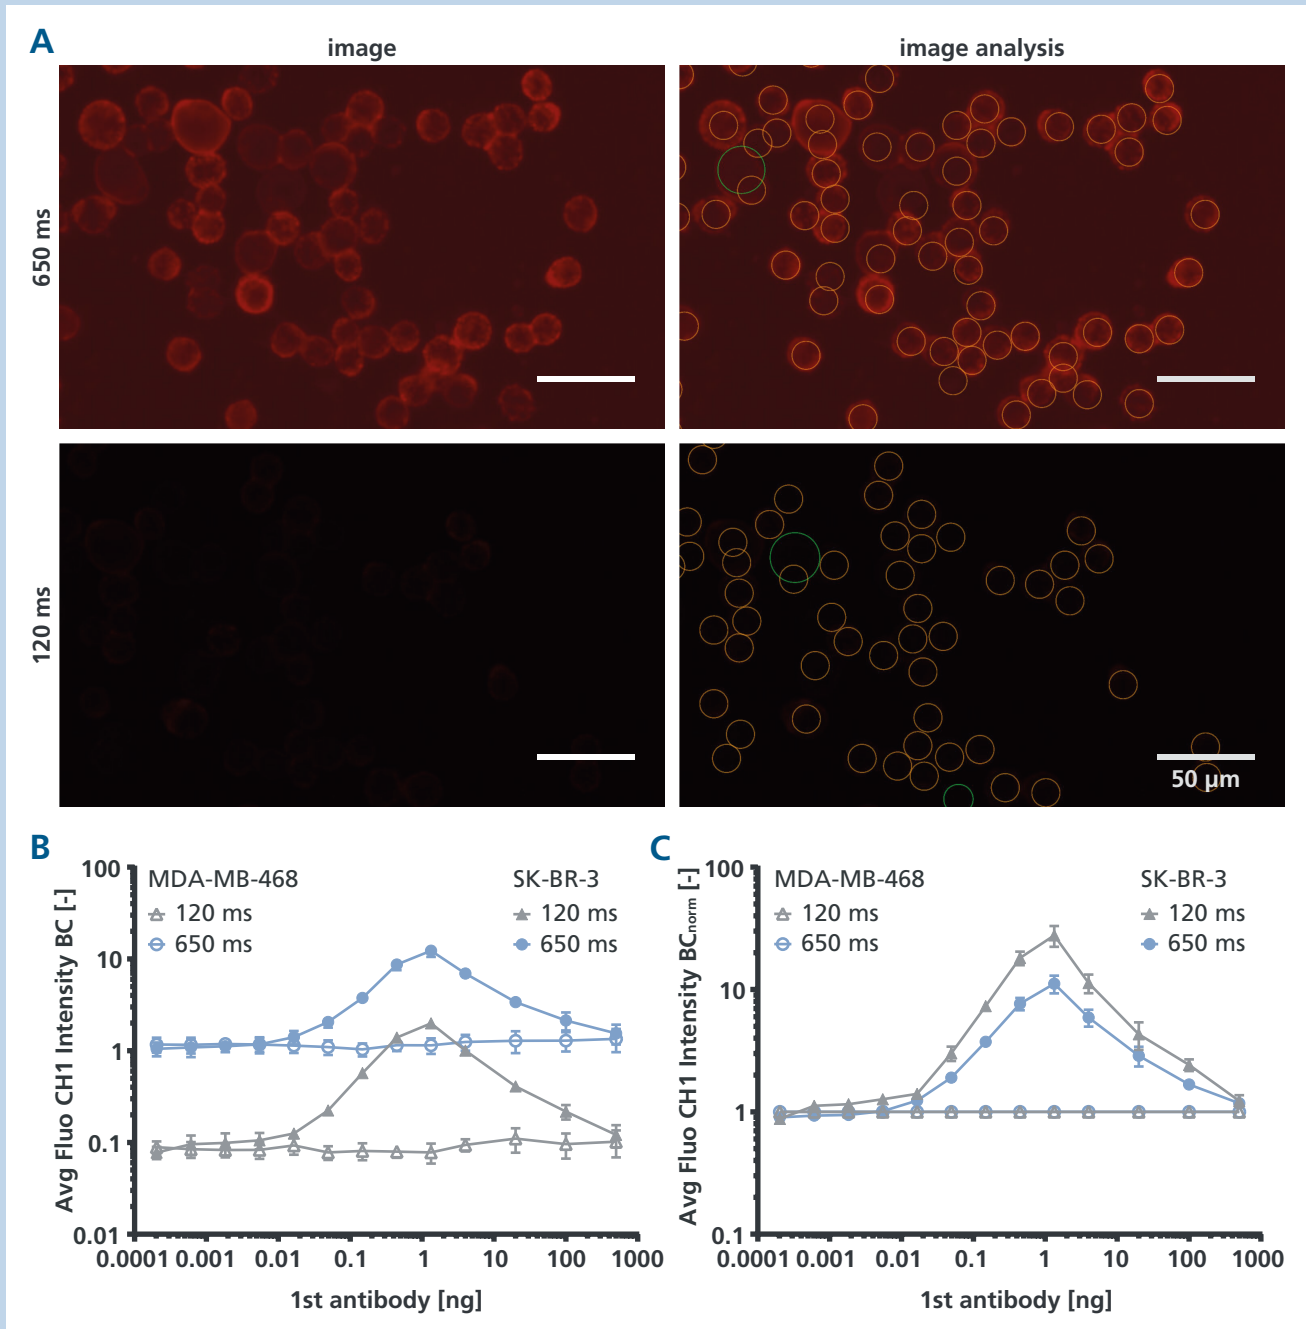 A
image
image analysis
650 ms
120 ms
50 µm
B
Avg Fluo CH1 Intensity BC [-]
100
10
1
0.1
0.01
MDA-MB-468
120 ms
650 ms
SK-BR-3
120 ms
650 ms
0.0001 0.001 0.01 0.1 1 10 100 1000
1st antibody [ng]
C
Avg Fluo CH1 Intensity BCnorm [-]
100
10
1
0.1
MDA-MB-468
120 ms
650 ms
SK-BR-3
120 ms
650 ms
0.0001 0.001 0.01 0.1 1 10 100 1000
1st antibody [ng]